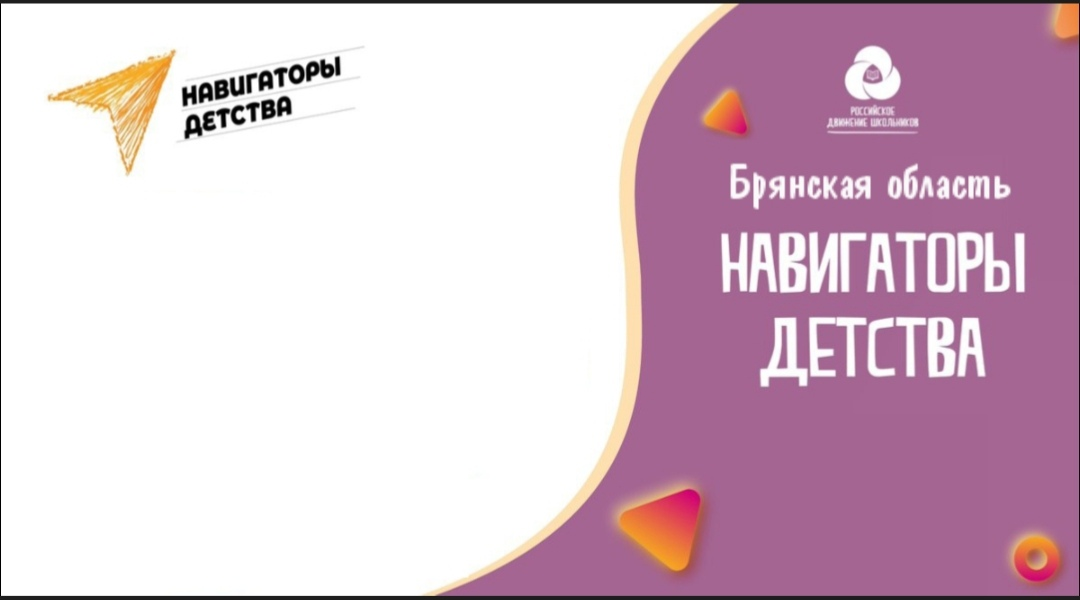 НАВИГАТОРЫ
ДЕТСТВА
РОССИЙСКОЕ
ДВИЖЕНИЕ ШКОЛЬНИКОВ
Брянская область
НАВИГАТОРЫ
ДЕТСТВА